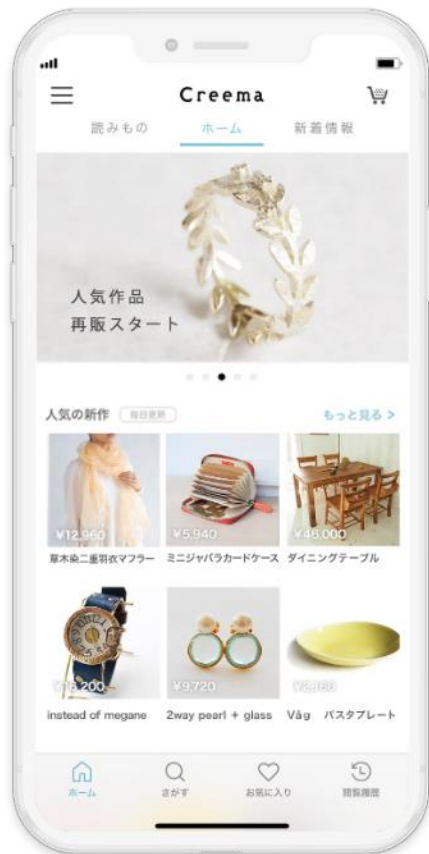 Creema
読みもの ホーム 新着情報
人気作品
再販スタート
人気の新作 毎日更新 もっと見る >
¥12,960 ¥5,940 ¥46,000
草木染二重羽衣マフラー ミニジャバラカードケース ダイニングテーブル
¥16,200 ¥9,720 ¥2,160
instead of megane 2way pearl + glass Våg パスタプレート
ホーム さがす お気に入り 閲覧履歴